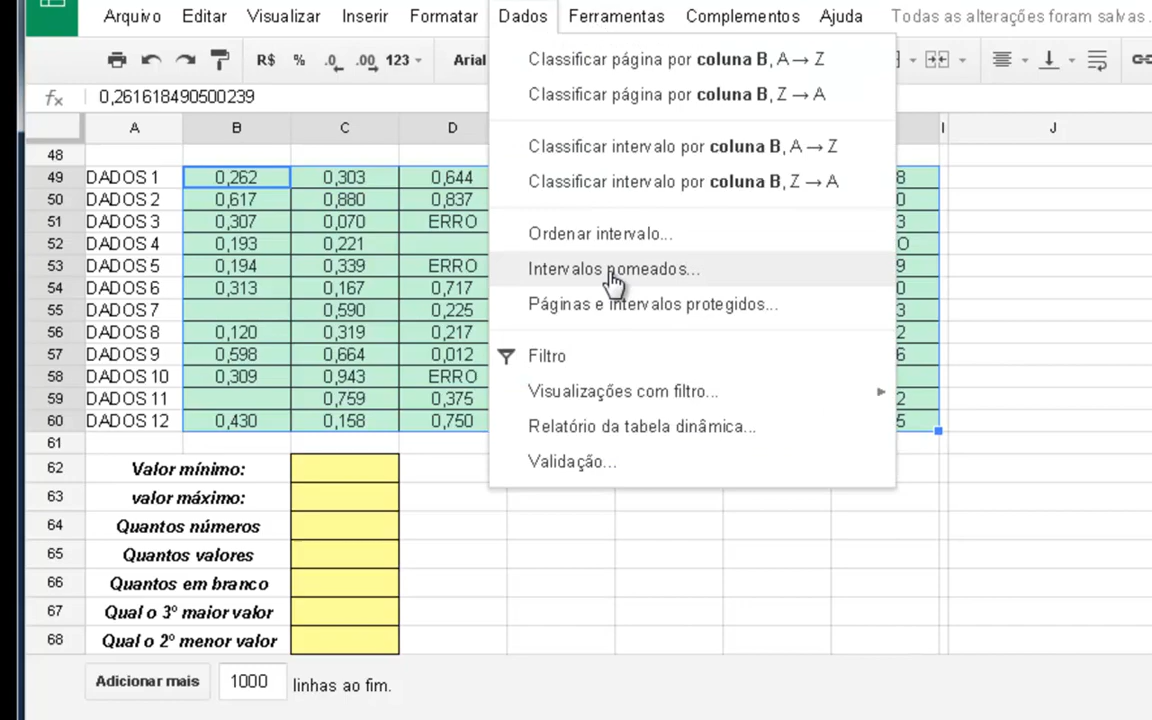 Arquivo Editar Visualizar Inserir Formatar Dados Ferramentas Complementos Ajuda Todas as alterações foram salvas
R$ % .0 .00 123 Arial
fx 0,261618490500239
A B C D I J
48
49 DADOS 1 0,262 0,303 0,644 8
50 DADOS 2 0,617 0,880 0,837 0
51 DADOS 3 0,307 0,070 ERRO 3
52 DADOS 4 0,193 0,221 O
53 DADOS 5 0,194 0,339 ERRO 9
54 DADOS 6 0,313 0,167 0,717 0
55 DADOS 7 0,590 0,225 3
56 DADOS 8 0,120 0,319 0,217 2
57 DADOS 9 0,598 0,664 0,012 6
58 DADOS 10 0,309 0,943 ERRO
59 DADOS 11 0,759 0,375 2
60 DADOS 12 0,430 0,158 0,750 5
61
62 Valor mínimo:
63 valor máximo:
64 Quantos números
65 Quantos valores
66 Quantos em branco
67 Qual o 3º maior valor
68 Qual o 2º menor valor
Classificar página por coluna B, A → Z
Classificar página por coluna B, Z → A
Classificar intervalo por coluna B, A → Z
Classificar intervalo por coluna B, Z → A
Ordenar intervalo...
Intervalos nomeados...
Páginas e intervalos protegidos...
Filtro
Visualizações com filtro...
Relatório da tabela dinâmica...
Validação...
Adicionar mais 1000 linhas ao fim.